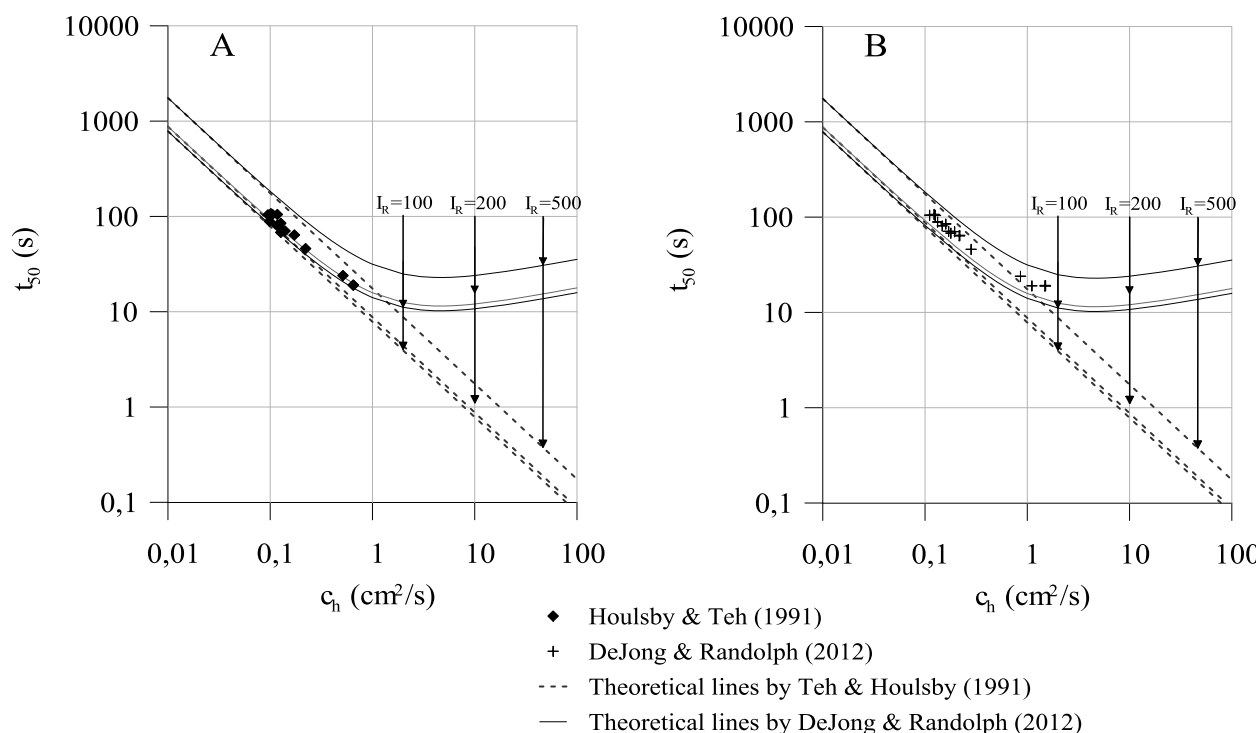 A
10000
1000
100
10
1
0,1
t50 (s)
IR=100
IR=200
IR=500
0,01
0,1
1
10
100
ch (cm2/s)
B
10000
1000
100
10
1
0,1
t50 (s)
IR=100
IR=200
IR=500
0,01
0,1
1
10
100
ch (cm2/s)
Houlsby & Teh (1991)
DeJong & Randolph (2012)
Theoretical lines by Teh & Houlsby (1991)
Theoretical lines by DeJong & Randolph (2012)